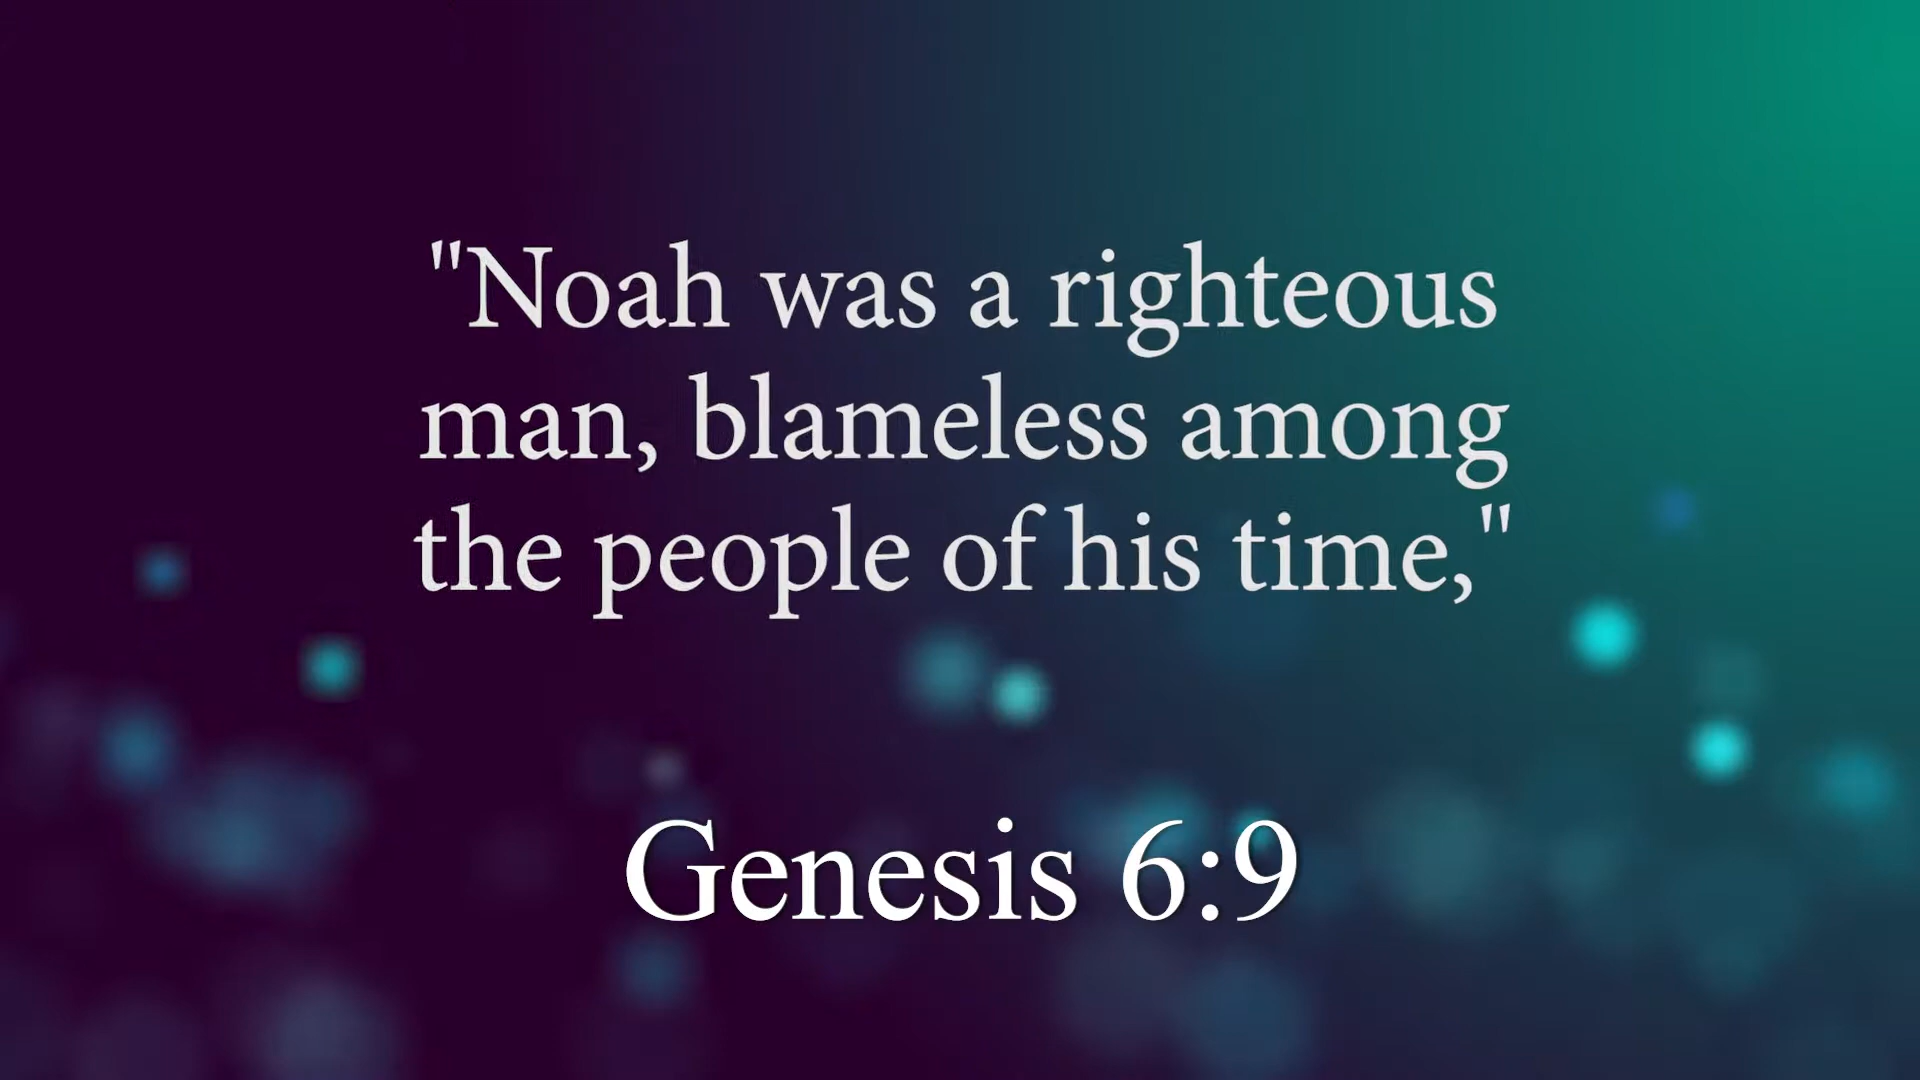 "Noah was a righteous
man, blameless among
the people of his time,"
Genesis 6:9